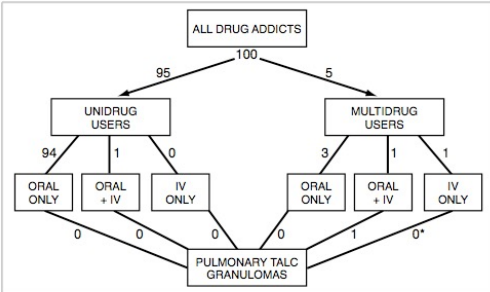 ALL DRUG ADDICTS
100
95 5
UNIDRUG
USERS
MULTIDRUG
USERS
94 1 0 3 1 1
ORAL
ONLY
ORAL
+ IV
IV
ONLY
ORAL
ONLY
ORAL
+ IV
IV
ONLY
0 0 0 0 1 0*
PULMONARY TALC
GRANULOMAS